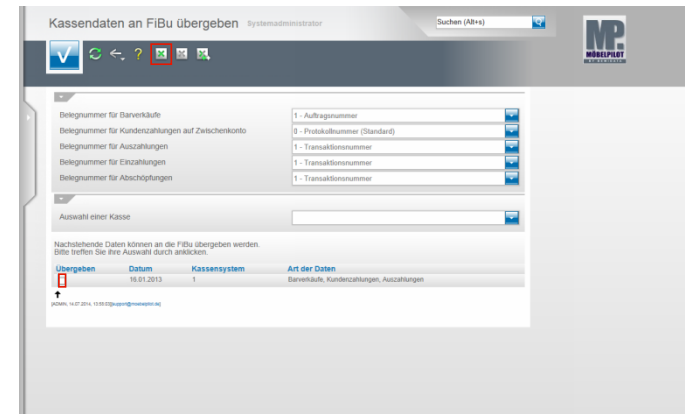 Kassendaten an FiBu übergeben Systemadministrator
Suchen (Alt+s)
MP.
MÖBELPILOT
Belegnummer für Barverkäufe 1 - Auftragsnummer
Belegnummer für Kundenzahlungen auf Zwischenkonto 0 - Protokollnummer (Standard)
Belegnummer für Auszahlungen 1 - Transaktionsnummer
Belegnummer für Einzahlungen 1 - Transaktionsnummer
Belegnummer für Abschöpfungen 1 - Transaktionsnummer
Auswahl einer Kasse
Nachstehende Daten können an die FiBu übergeben werden.
Bitte treffen Sie ihre Auswahl durch anklicken.
Übergeben Datum Kassensystem Art der Daten
16.01.2013 1 Barverkäufe, Kundenzahlungen, Auszahlungen